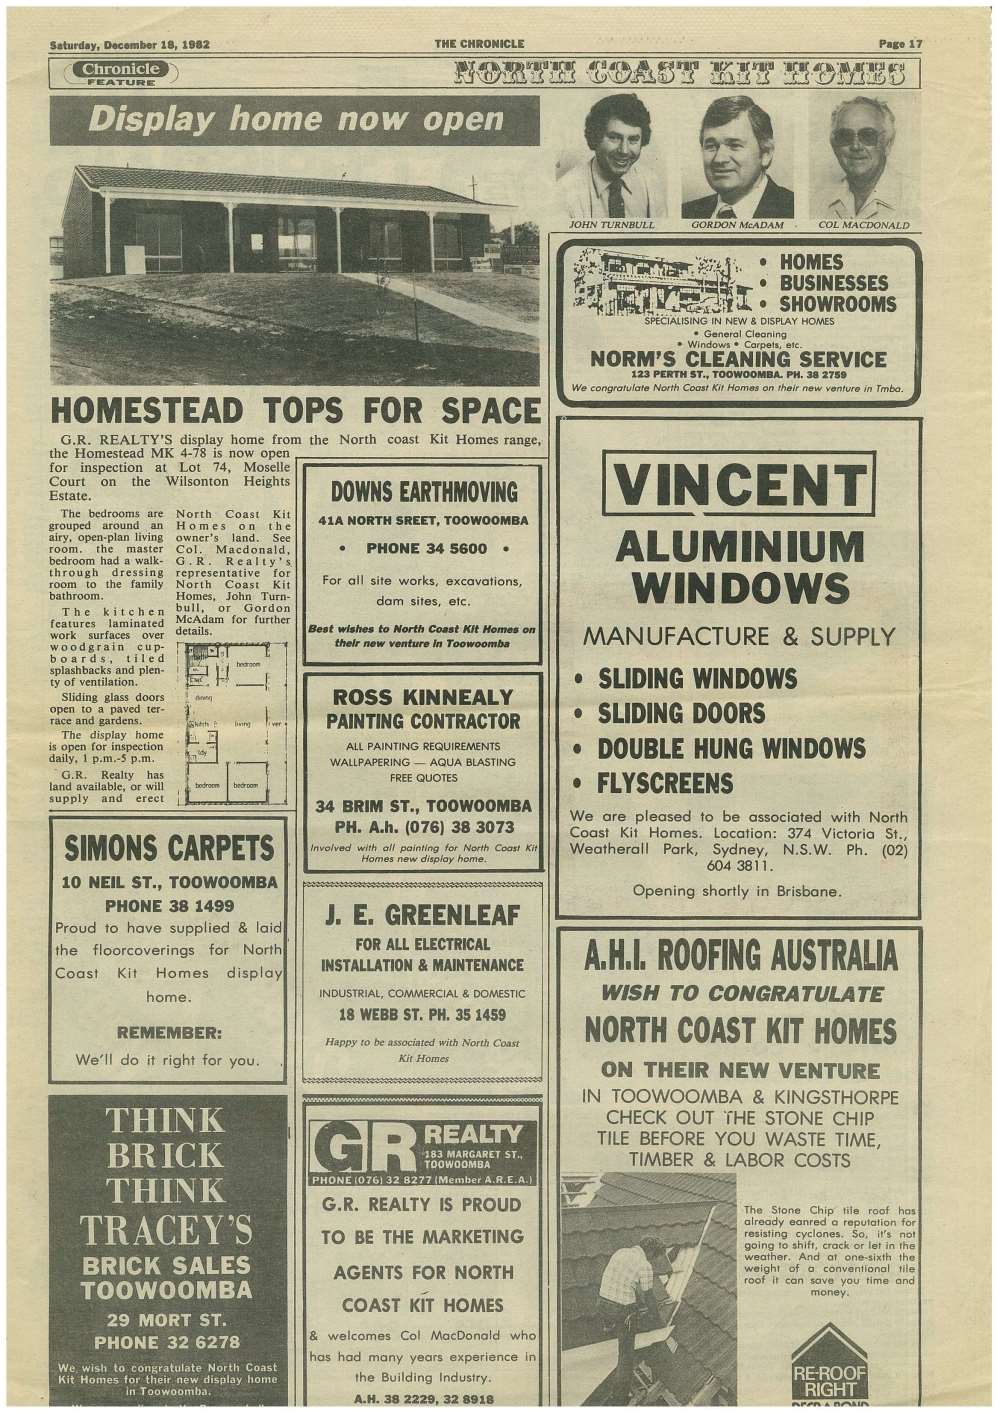 Saturday, December 18, 1982
THE CHRONICLE
Page 17
Chronicle
FEATURE
NORTH COAST KIT HOMES
Display home now open
JOHN TURNBULL
GORDON McADAM
COL MACDONALD
HOMESTEAD TOPS FOR SPACE
G.R. REALTY'S display home from the North coast Kit Homes range,
the Homestead MK 4-78 is now open
for inspection at Lot 74, Moselle
Court on the Wilsonton Heights
Estate.
The bedrooms are
grouped around an
airy, open-plan living
room. the master
bedroom had a walk-
through dressing
room to the family
bathroom.
The kitchen
features laminated
work surfaces over
woodgrain cup-
boards, tiled
splashbacks and plen-
ty of ventilation.
Sliding glass doors
open to a paved ter-
race and gardens.
The display home
is open for inspection
daily, 1 p.m.-5 p.m.
G.R. Realty has
land available, or will
supply and erect
North Coast Kit
Homes on the
owner's land. See
Col. Macdonald,
G.R. Realty's
representative for
North Coast Kit
Homes, John Turn-
bull, or Gordon
McAdam for further
details.
bedroom
dining
kitch
living
ver.
ldy
bedroom
bedroom
HOMES
BUSINESSES
SHOWROOMS
SPECIALISING IN NEW & DISPLAY HOMES
• General Cleaning
• Windows • Carpets, etc.
NORM'S CLEANING SERVICE
123 PERTH ST., TOOWOOMBA. PH. 38 2759
We congratulate North Coast Kit Homes on their new venture in Tmba.
DOWNS EARTHMOVING
41A NORTH SREET, TOOWOOMBA
• PHONE 34 5600 •
For all site works, excavations,
dam sites, etc.
Best wishes to North Coast Kit Homes on
their new venture in Toowoomba
ROSS KINNEALY
PAINTING CONTRACTOR
ALL PAINTING REQUIREMENTS
WALLPAPERING — AQUA BLASTING
FREE QUOTES
34 BRIM ST., TOOWOOMBA
PH. A.h. (076) 38 3073
Involved with all painting for North Coast Kit
Homes new display home.
VINCENT
ALUMINIUM
WINDOWS
MANUFACTURE & SUPPLY
• SLIDING WINDOWS
• SLIDING DOORS
• DOUBLE HUNG WINDOWS
• FLYSCREENS
We are pleased to be associated with North
Coast Kit Homes. Location: 374 Victoria St.,
Weatherall Park, Sydney, N.S.W. Ph. (02)
604 3811.
Opening shortly in Brisbane.
SIMONS CARPETS
10 NEIL ST., TOOWOOMBA
PHONE 38 1499
Proud to have supplied & laid
the floorcoverings for North
Coast Kit Homes display
home.
REMEMBER:
We'll do it right for you.
J. E. GREENLEAF
FOR ALL ELECTRICAL
INSTALLATION & MAINTENANCE
INDUSTRIAL, COMMERCIAL & DOMESTIC
18 WEBB ST. PH. 35 1459
Happy to be associated with North Coast
Kit Homes
A.H.I. ROOFING AUSTRALIA
WISH TO CONGRATULATE
NORTH COAST KIT HOMES
ON THEIR NEW VENTURE
IN TOOWOOMBA & KINGSTHORPE
CHECK OUT THE STONE CHIP
TILE BEFORE YOU WASTE TIME,
TIMBER & LABOR COSTS
The Stone Chip tile roof has
already eanred a reputation for
resisting cyclones. So, it's not
going to shift, crack or let in the
weather. And at one-sixth the
weight of a conventional tile
roof it can save you time and
money.
RE-ROOF
RIGHT
THINK
BRICK
THINK
TRACEY'S
BRICK SALES
TOOWOOMBA
29 MORT ST.
PHONE 32 6278
We wish to congratulate North Coast
Kit Homes for their new display home
in Toowoomba.
GR REALTY
183 MARGARET ST.,
TOOWOOMBA
PHONE (076) 32 8277 (Member A.R.E.A.)
G.R. REALTY IS PROUD
TO BE THE MARKETING
AGENTS FOR NORTH
COAST KIT HOMES
& welcomes Col MacDonald who
has had many years experience in
the Building Industry.
A.H. 38 2229, 32 8918